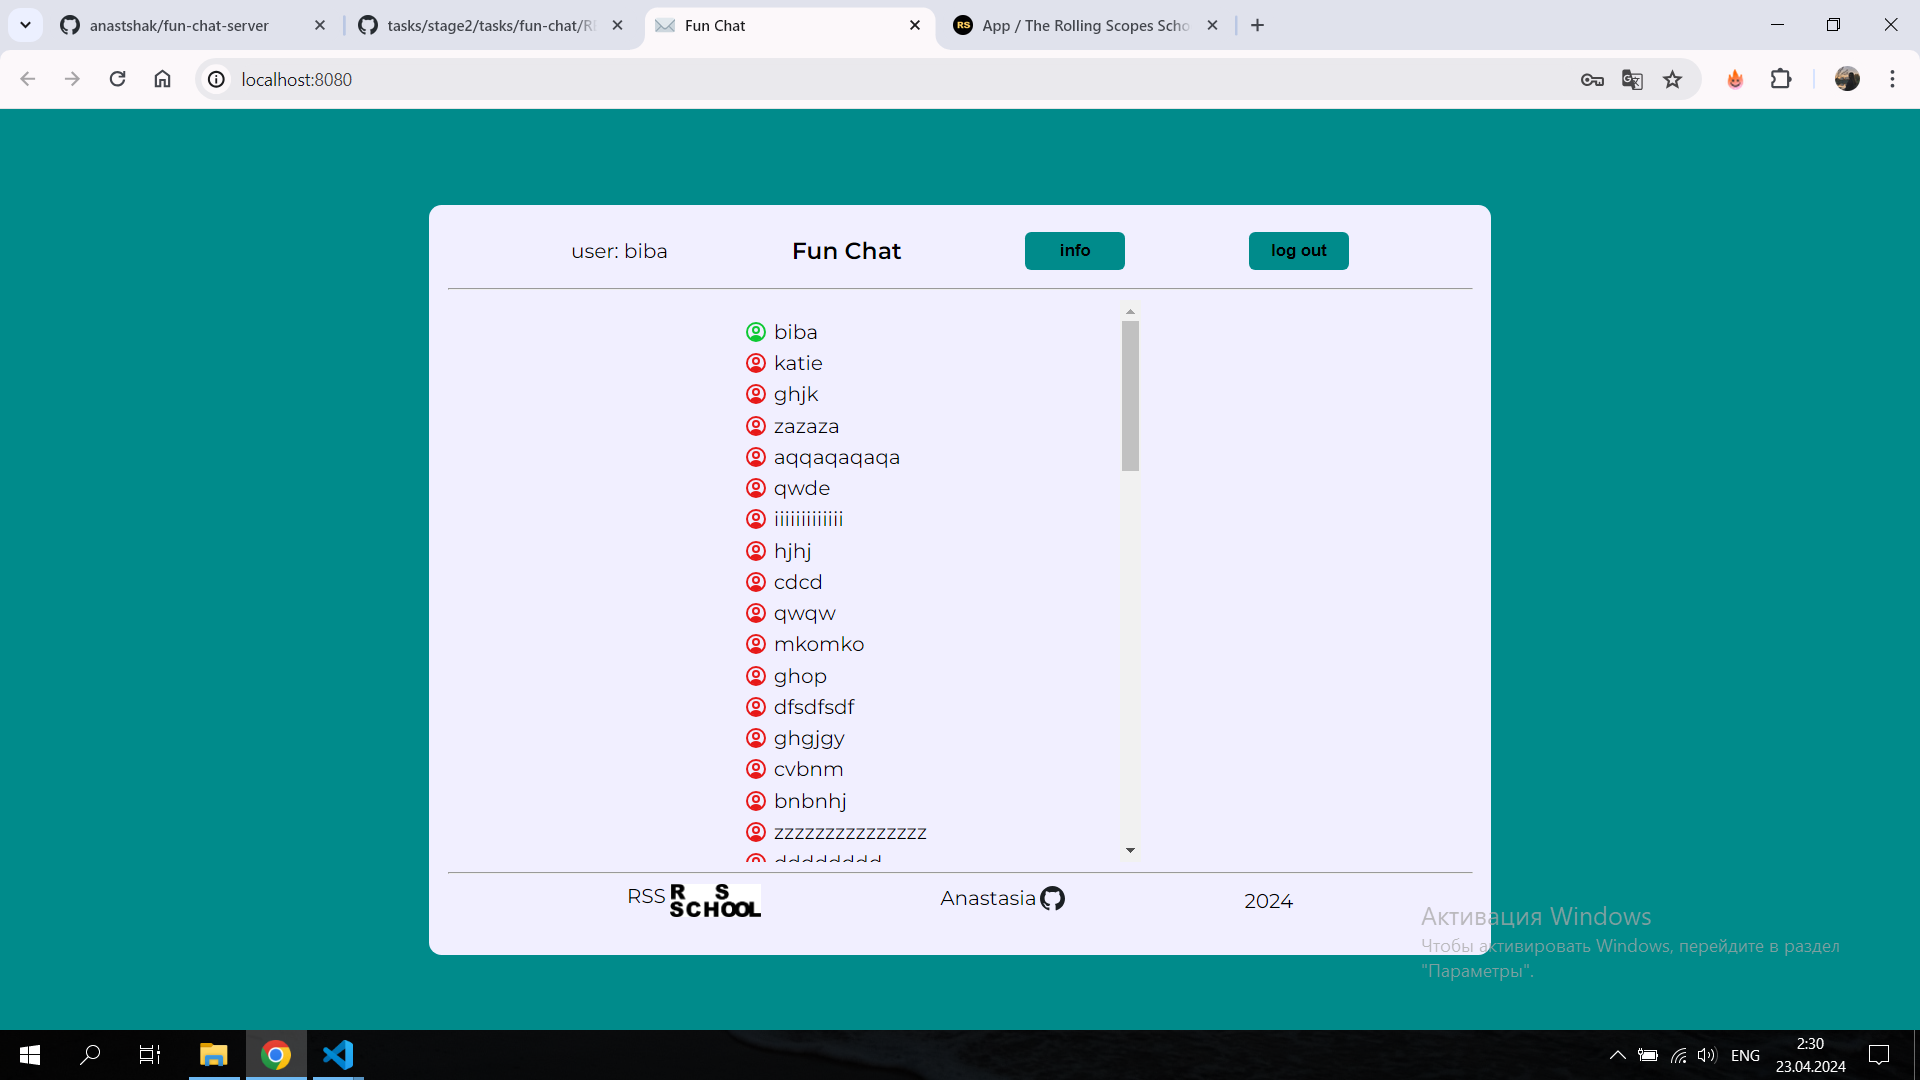 anastshak/fun-chat-server
tasks/stage2/tasks/fun-chat/RE
Fun Chat
RS
App / The Rolling Scopes Scho
localhost:8080
user: biba
Fun Chat
info
log out
biba
katie
ghjk
zazaza
aqqaqaqaqa
qwde
iiiiiiiiiiiii
hjhj
cdcd
qwqw
mkomko
ghop
dfsdfsdf
ghgjgy
cvbnm
bnbnhj
zzzzzzzzzzzzzzz
RSS
RS
SCHOOL
Anastasia
2024
Активация Windows
Чтобы активировать Windows, перейдите в раздел
"Параметры".
ENG
2:30
23.04.2024